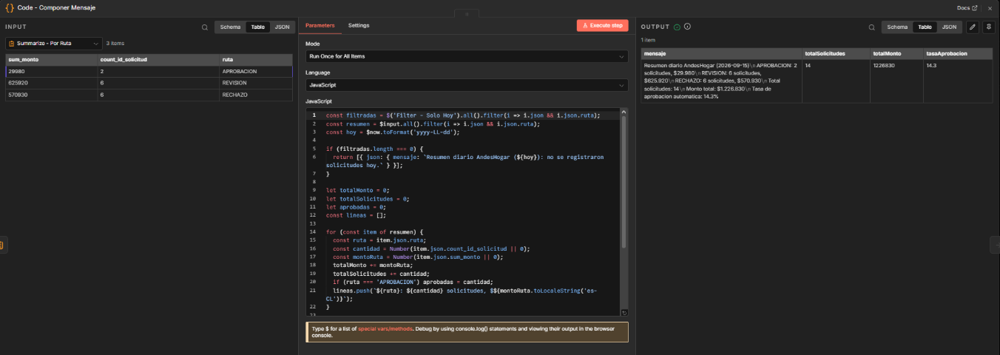 {} Code - Componer Mensaje
Docs
INPUT
Schema Table JSON
Summarize - Por Ruta
3 items
sum_monto count_id_solicitud ruta
29980 2 APROBACION
625920 6 REVISION
570930 6 RECHAZO
Parameters Settings
Execute step
Mode
Run Once for All Items
Language
JavaScript
JavaScript
1 const filtradas = $('Filter - Solo Hoy').all().filter(i => i.json && i.json.ruta);
2 const resumen = $input.all().filter(i => i.json && i.json.ruta);
3 const hoy = $now.toFormat('yyyy-LL-dd');
4
5 if (filtradas.length === 0) {
6 return [{ json: { mensaje: `Resumen diario AndesHogar (${hoy}): no se registraron
solicitudes hoy.` } }];
7 }
8
9 let totalMonto = 0;
10 let totalSolicitudes = 0;
11 let aprobadas = 0;
12 const lineas = [];
13
14 for (const item of resumen) {
15 const ruta = item.json.ruta;
16 const cantidad = Number(item.json.count_id_solicitud || 0);
17 const montoRuta = Number(item.json.sum_monto || 0);
18 totalMonto += montoRuta;
19 totalSolicitudes += cantidad;
20 if (ruta === 'APROBACION') aprobadas = cantidad;
21 lineas.push(`${ruta}: ${cantidad} solicitudes, $${montoRuta.toLocaleString('es-
CL')}`);
22 }
23
Type $ for a list of special vars/methods. Debug by using console.log() statements and viewing their output in the browser
console.
OUTPUT
Schema Table JSON
1 item
mensaje totalSolicitudes totalMonto tasaAprobacion
Resumen diario AndesHogar (2026-09-15)\n APROBACION: 2 14 1226830 14.3
solicitudes, $29.980\n REVISION: 6 solicitudes,
$625.920\n RECHAZO: 6 solicitudes, $570.930\n Total
solicitudes: 14\n Monto total: $1.226.830\n Tasa de
aprobacion automatica: 14.3%